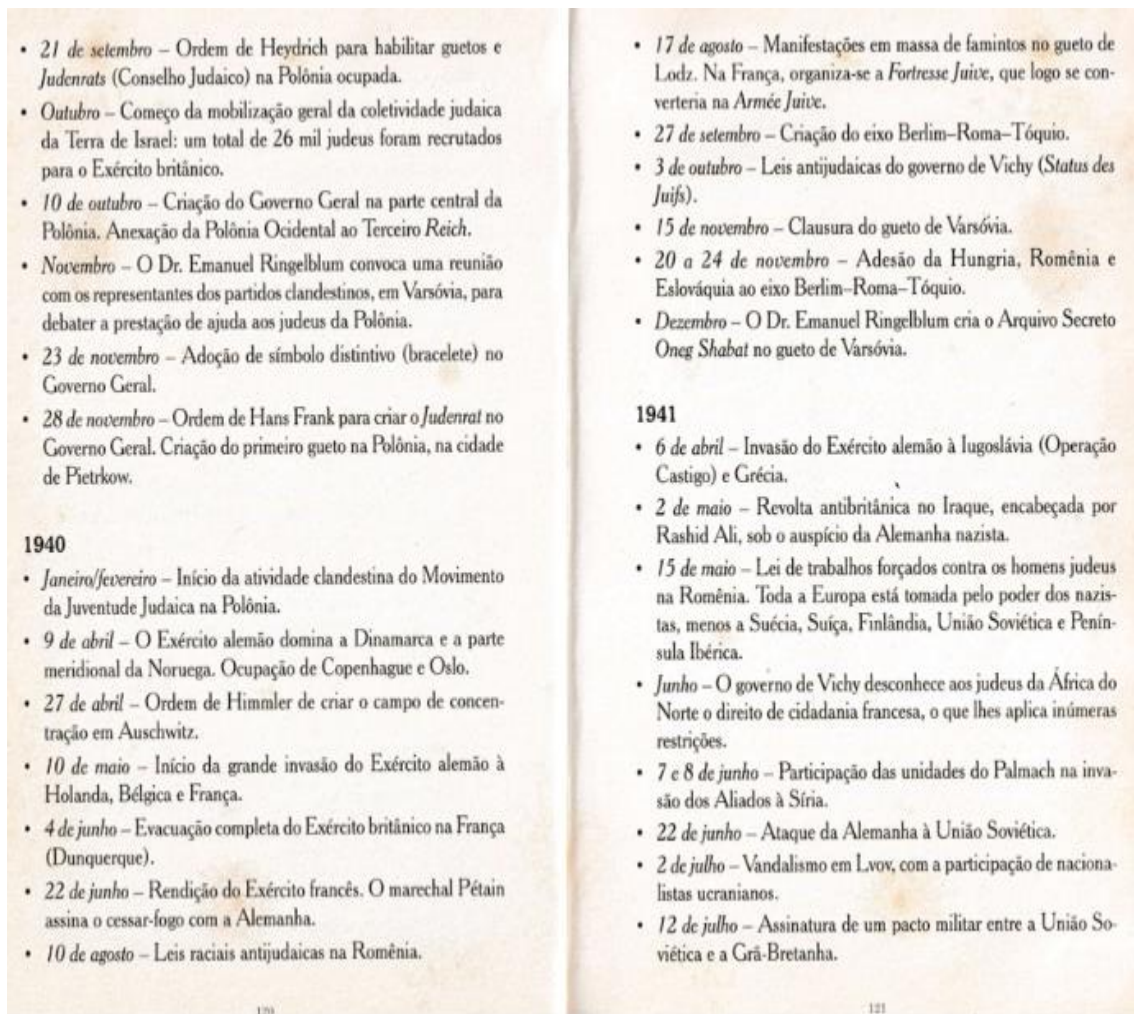 • 21 de setembro – Ordem de Heydrich para habilitar guetos e
Judenrats (Conselho Judaico) na Polônia ocupada.
• Outubro – Começo da mobilização geral da coletividade judaica
da Terra de Israel: um total de 26 mil judeus foram recrutados
para o Exército britânico.
• 10 de outubro – Criação do Governo Geral na parte central da
Polônia. Anexação da Polônia Ocidental ao Terceiro Reich.
• Novembro – O Dr. Emanuel Ringelblum convoca uma reunião
com os representantes dos partidos clandestinos, em Varsóvia, para
debater a prestação de ajuda aos judeus da Polônia.
• 23 de novembro – Adoção de símbolo distintivo (bracelete) no
Governo Geral.
• 28 de novembro – Ordem de Hans Frank para criar o Judenrat no
Governo Geral. Criação do primeiro gueto na Polônia, na cidade
de Pietrkow.
1940
• Janeiro/fevereiro – Início da atividade clandestina do Movimento
da Juventude Judaica na Polônia.
• 9 de abril – O Exército alemão domina a Dinamarca e a parte
meridional da Noruega. Ocupação de Copenhague e Oslo.
• 27 de abril – Ordem de Himmler de criar o campo de concen-
tração em Auschwitz.
• 10 de maio – Início da grande invasão do Exército alemão à
Holanda, Bélgica e França.
• 4 de junho – Evacuação completa do Exército britânico na França
(Dunquerque).
• 22 de junho – Rendição do Exército francês. O marechal Pétain
assina o cessar-fogo com a Alemanha.
• 10 de agosto – Leis raciais antijudaicas na Romênia.
120
• 17 de agosto – Manifestações em massa de famintos no gueto de
Lodz. Na França, organiza-se a Fortresse Juive, que logo se con-
verteria na Armée Juive.
• 27 de setembro – Criação do eixo Berlim–Roma–Tóquio.
• 3 de outubro – Leis antijudaicas do governo de Vichy (Status des
Juifs).
• 15 de novembro – Clausura do gueto de Varsóvia.
• 20 a 24 de novembro – Adesão da Hungria, Romênia e
Eslováquia ao eixo Berlim–Roma–Tóquio.
• Dezembro – O Dr. Emanuel Ringelblum cria o Arquivo Secreto
Oneg Shabat no gueto de Varsóvia.
1941
• 6 de abril – Invasão do Exército alemão à Iugoslávia (Operação
Castigo) e Grécia.
• 2 de maio – Revolta antibritânica no Iraque, encabeçada por
Rashid Ali, sob o auspício da Alemanha nazista.
• 15 de maio – Lei de trabalhos forçados contra os homens judeus
na Romênia. Toda a Europa está tomada pelo poder dos nazis-
tas, menos a Suécia, Suíça, Finlândia, União Soviética e Penín-
sula Ibérica.
• Junho – O governo de Vichy desconhece aos judeus da África do
Norte o direito de cidadania francesa, o que lhes aplica inúmeras
restrições.
• 7 e 8 de junho – Participação das unidades do Palmach na inva-
são dos Aliados à Síria.
• 22 de junho – Ataque da Alemanha à União Soviética.
• 2 de julho – Vandalismo em Lvov, com a participação de naciona-
listas ucranianos.
• 12 de julho – Assinatura de um pacto militar entre a União So-
viética e a Grã-Bretanha.
121